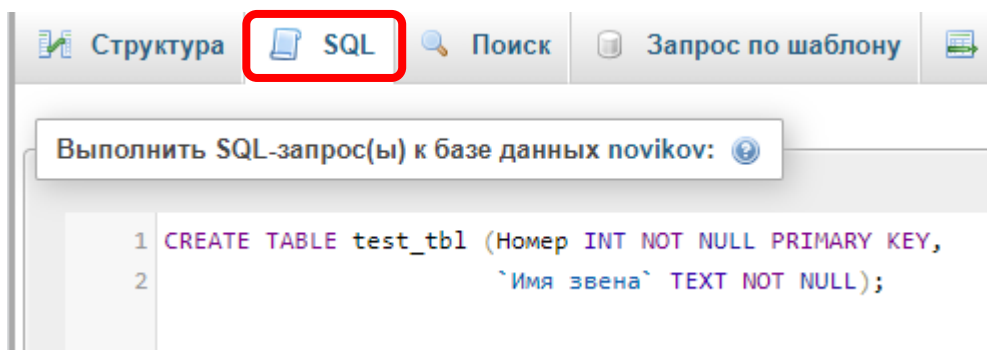 Структура SQL Поиск Запрос по шаблону
Выполнить SQL-запрос(ы) к базе данных novikov:
1 CREATE TABLE test_tbl (Номер INT NOT NULL PRIMARY KEY,
2 `Имя звена` TEXT NOT NULL);